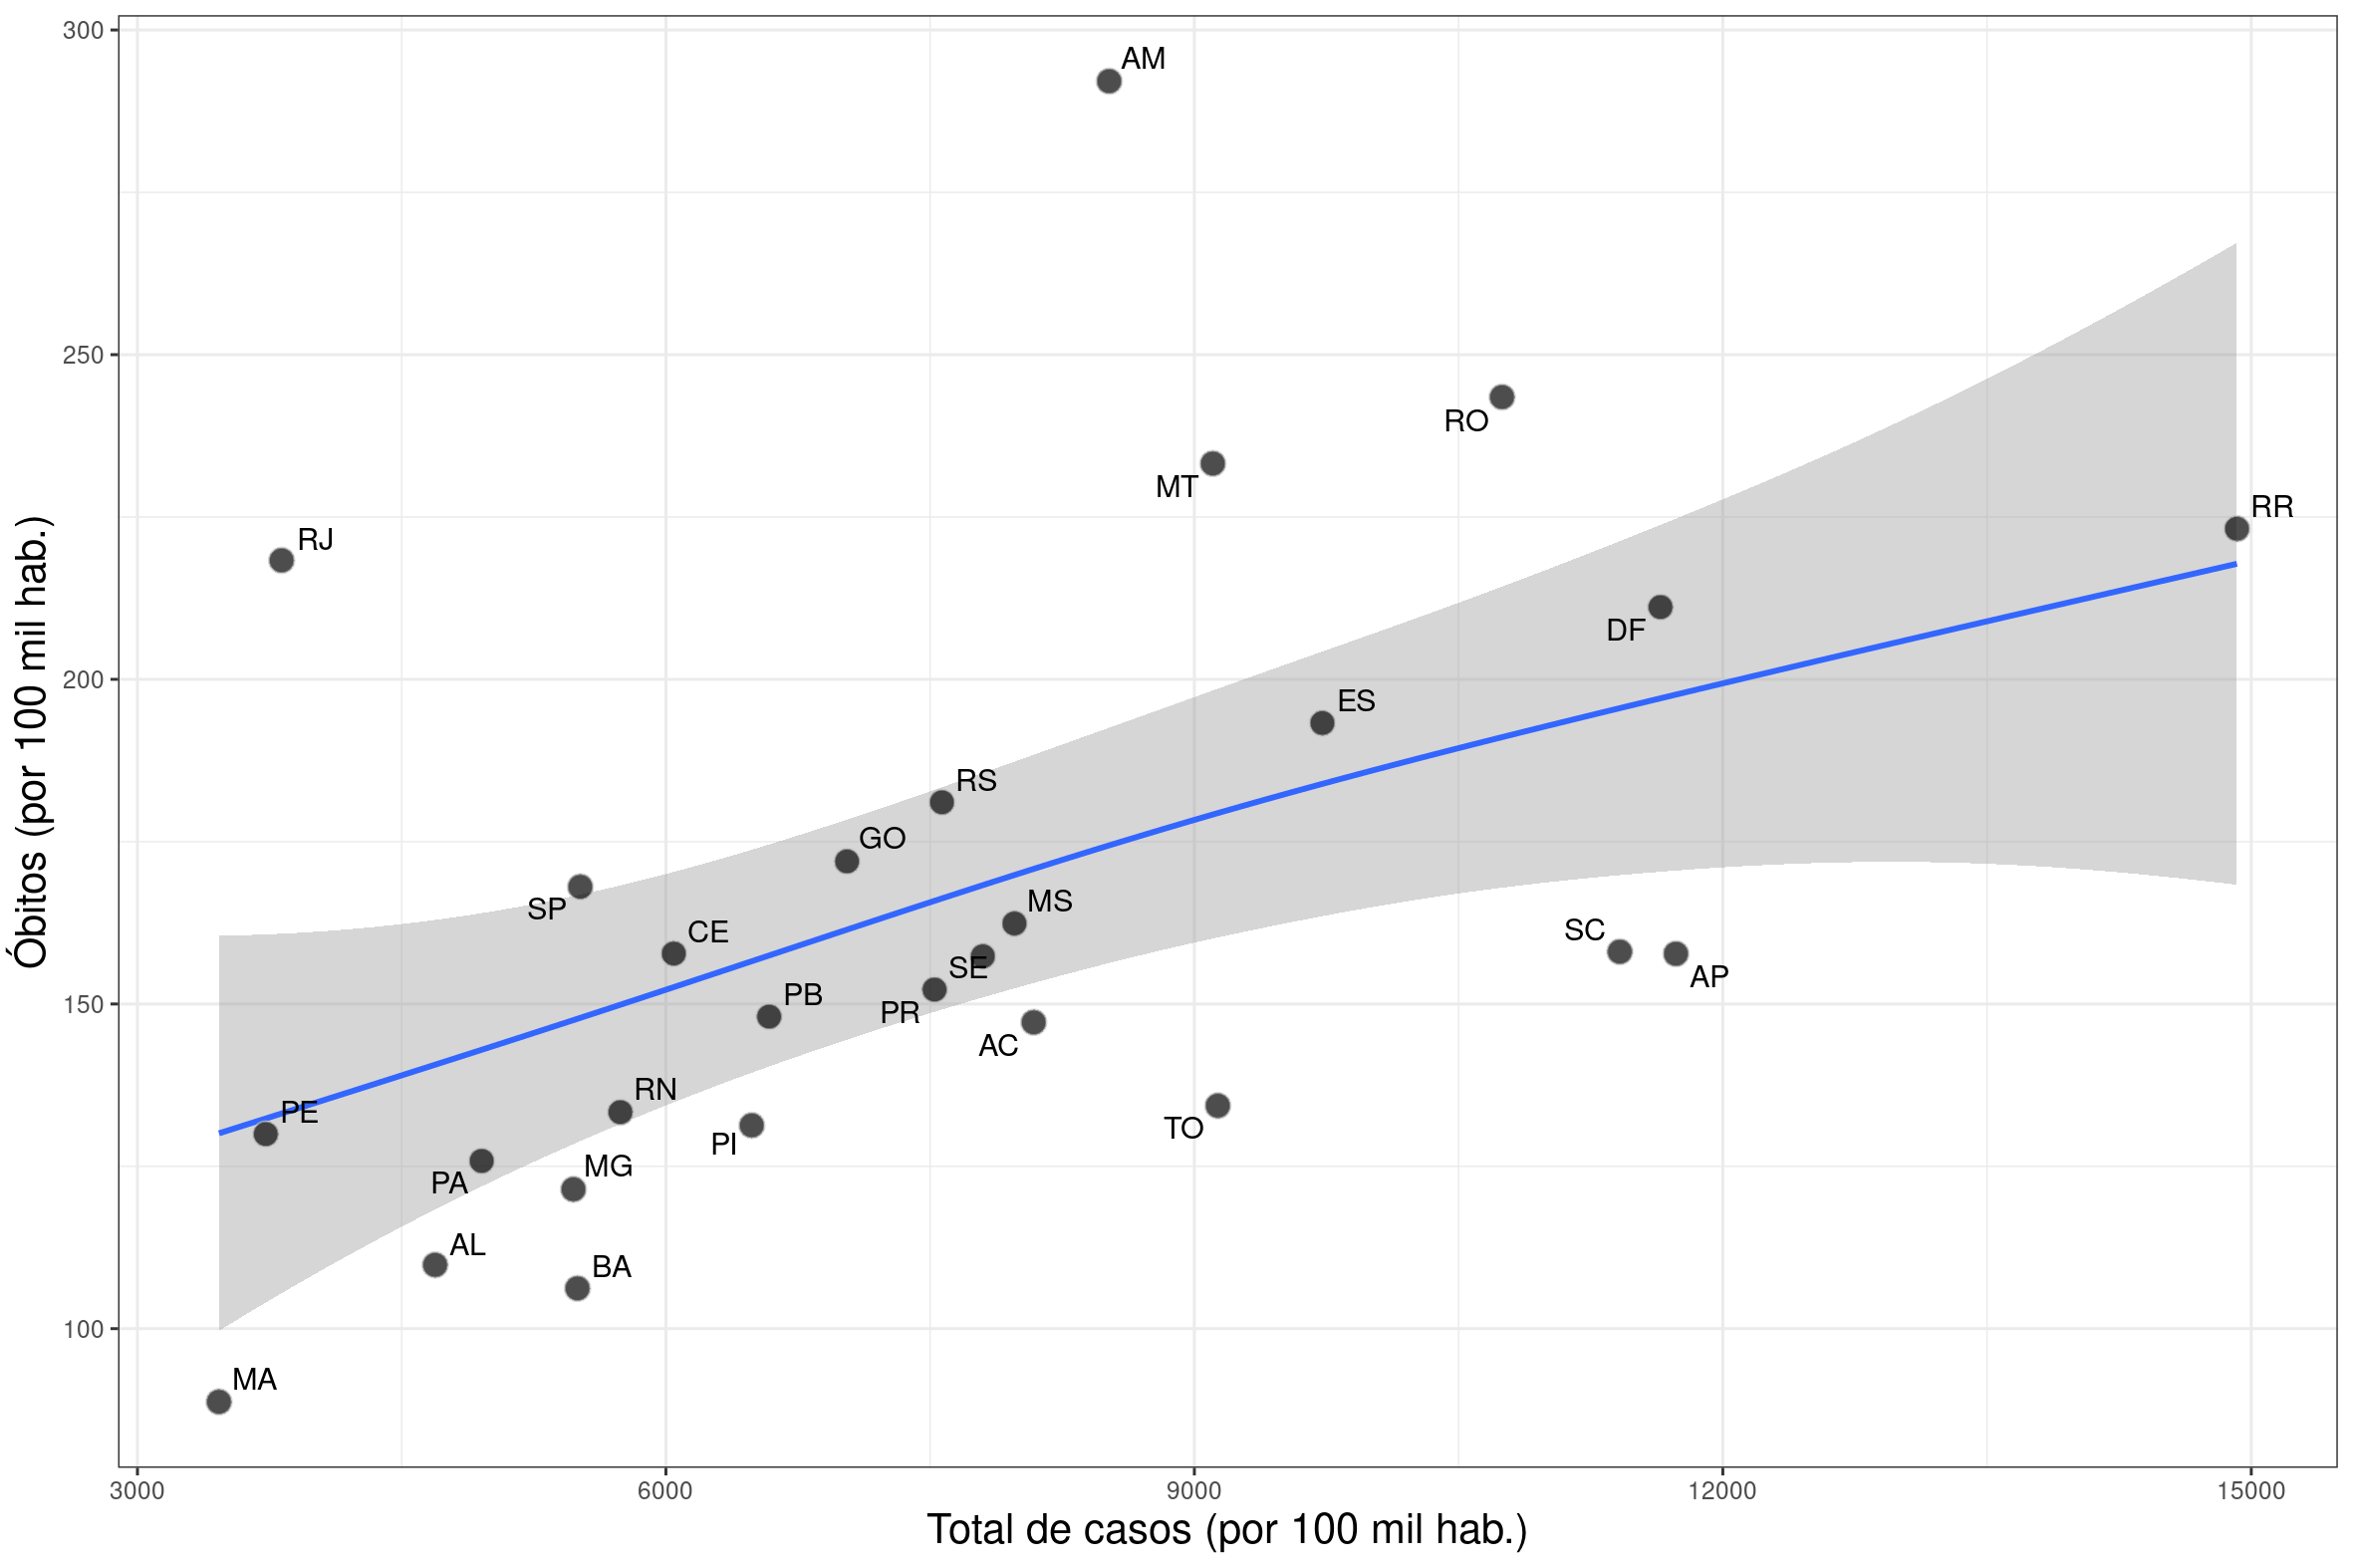 300
250
200
150
100
Óbitos (por 100 mil hab.)
AM
RO
MT
RR
RJ
DF
ES
RS
GO
SP
MS
CE
SC
SE
AP
PB
PR
AC
RN
PE
TO
PI
MG
PA
AL
BA
MA
3000 6000 9000 12000 15000
Total de casos (por 100 mil hab.)